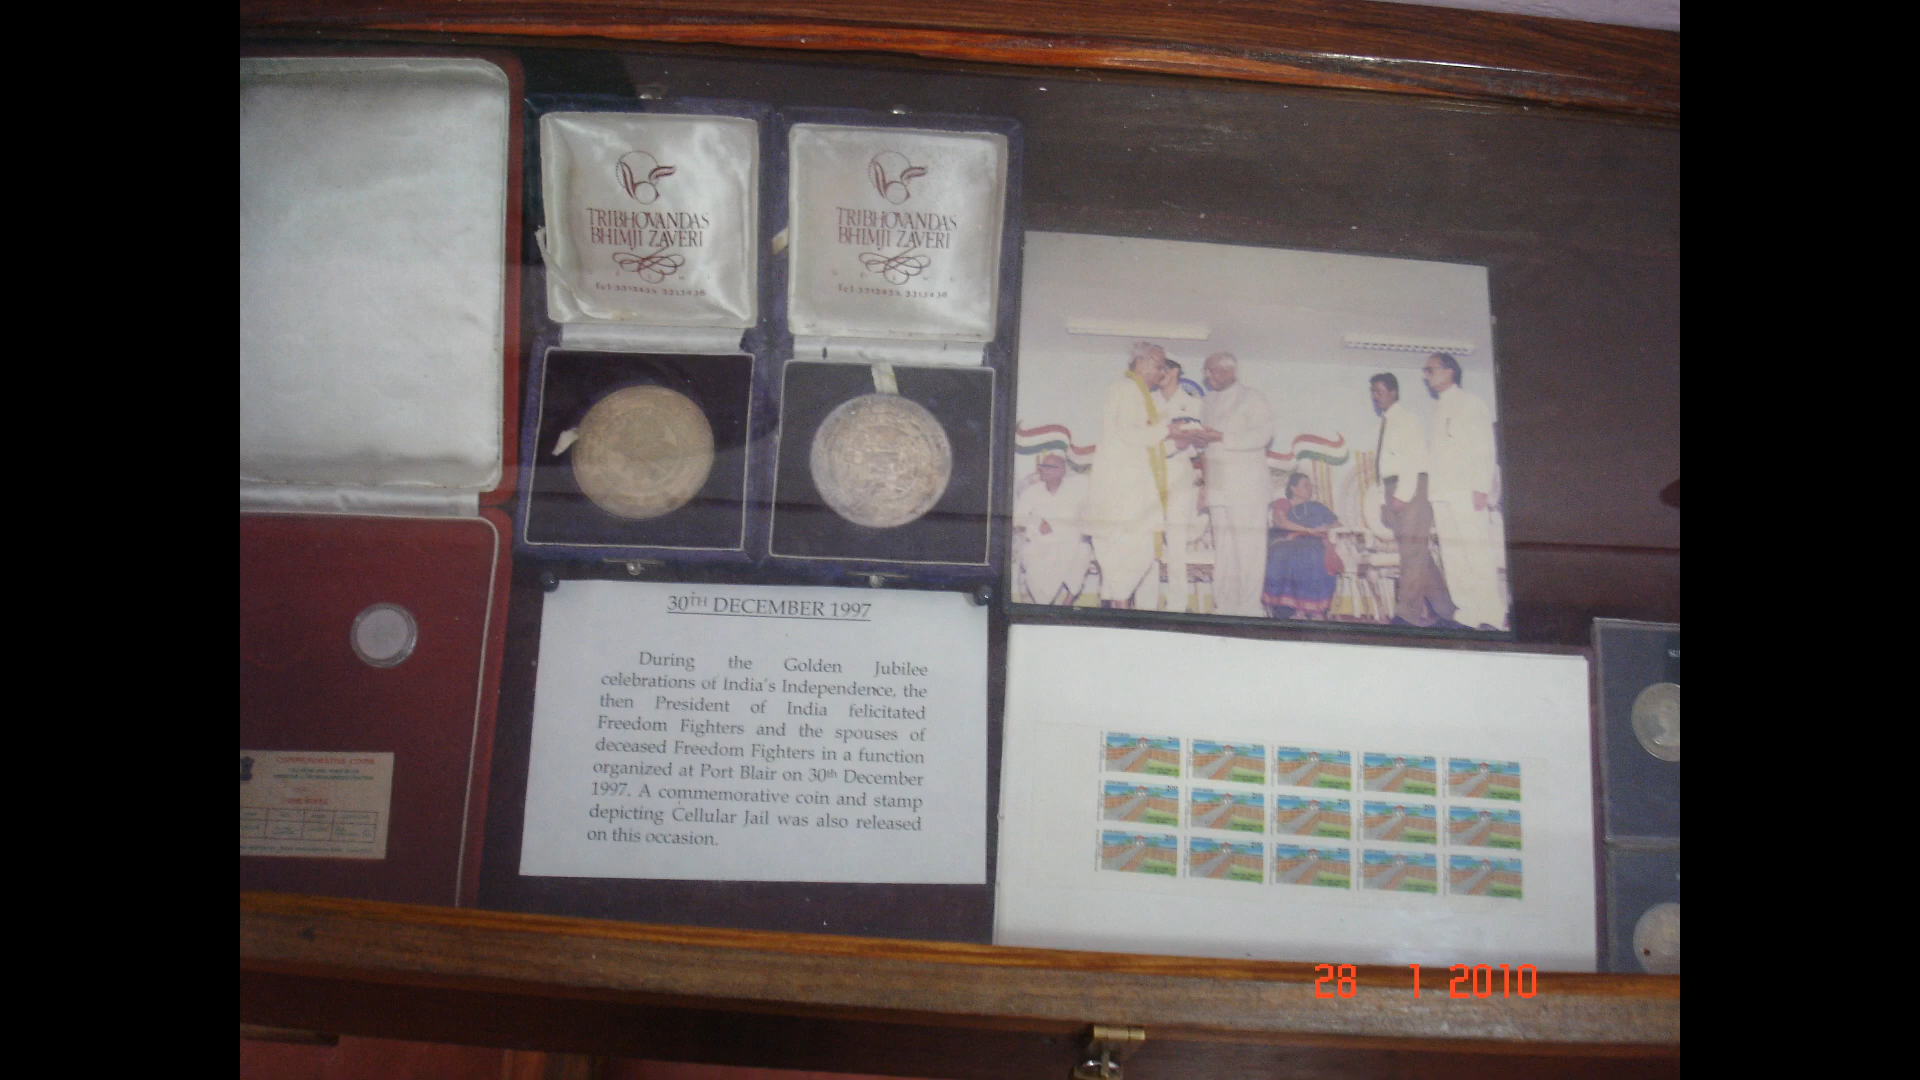 TRIBHOVANDAS
BHIMJI ZAVERI
TRIBHOVANDAS
BHIMJI ZAVERI
30TH DECEMBER 1997
During the Golden Jubilee
celebrations of India's Independence, the
then President of India felicitated
Freedom Fighters and the spouses of
deceased Freedom Fighters in a function
organized at Port Blair on 30th December
1997. A commemorative coin and stamp
depicting Cellular Jail was also released
on this occasion.
COMMEMORATIVE COINS
28 1 2010